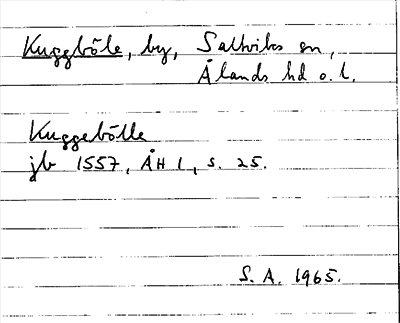 Kuggböle, by, Saltviks sn,
Ålands hd o. l.
Kuggebölle
jb 1557, ÅH 1, s. 25.
S. A. 1965.